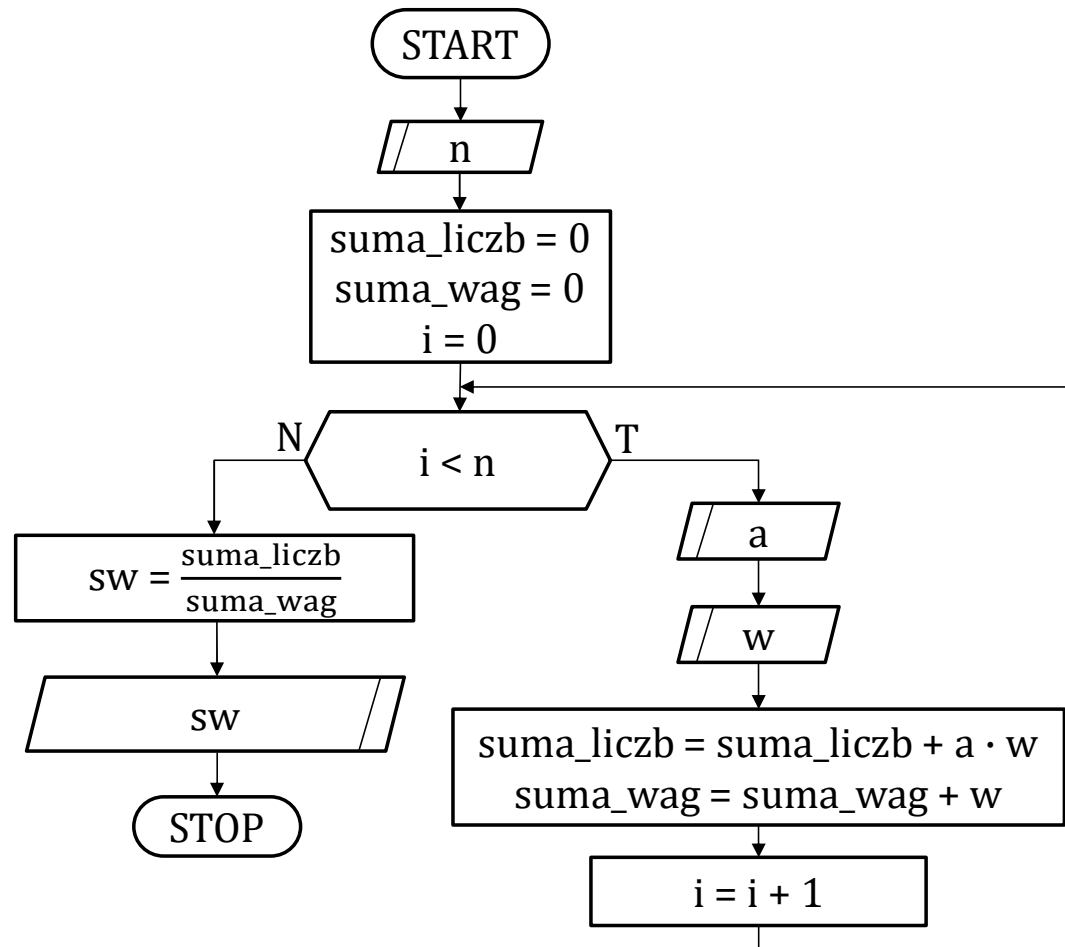 START
n
suma_liczb = 0
suma_wag = 0
i = 0
N
i < n
T
sw = suma_liczb
suma_wag
sw
STOP
a
w
suma_liczb = suma_liczb + a · w
suma_wag = suma_wag + w
i = i + 1